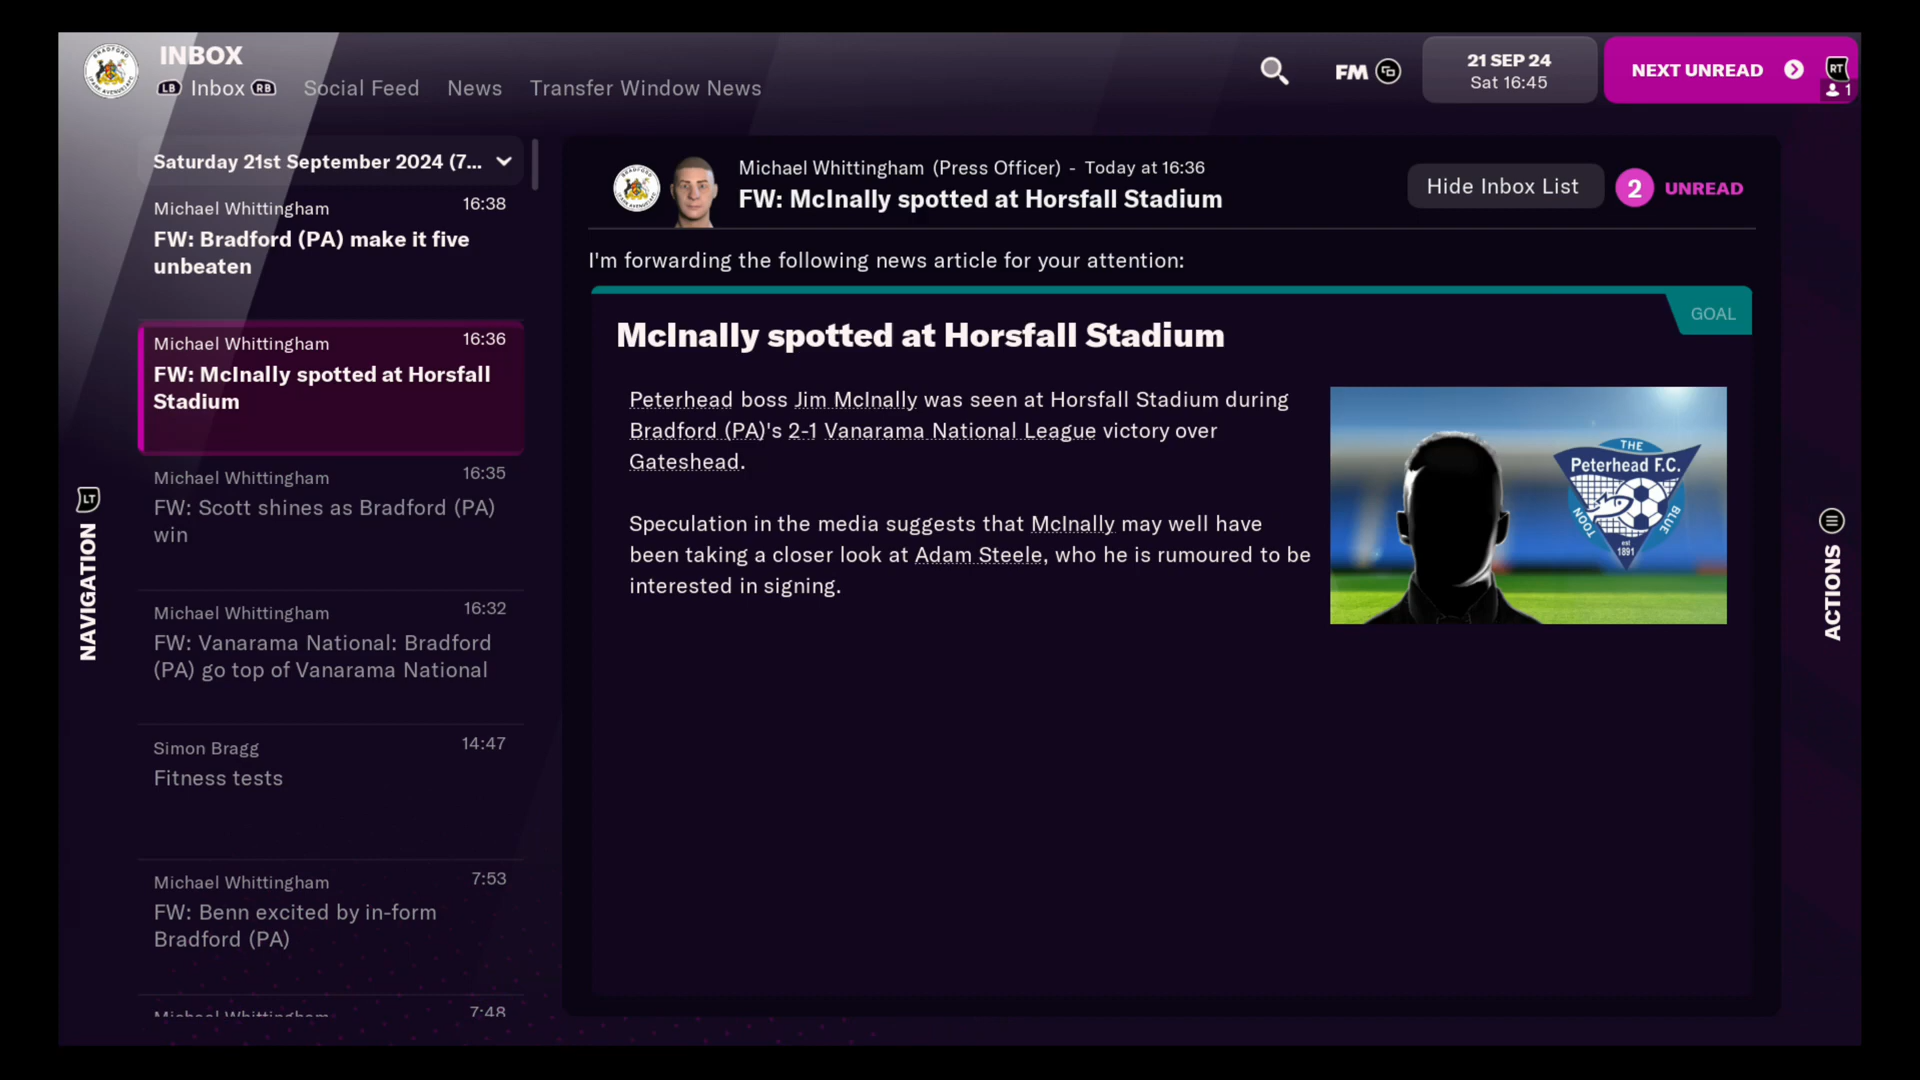 INBOX
LB Inbox RB Social Feed News Transfer Window News
FM
21 SEP 24
Sat 16:45
NEXT UNREAD
RT
1
Saturday 21st September 2024 (7...
Michael Whittingham 16:38
FW: Bradford (PA) make it five
unbeaten
Michael Whittingham 16:36
FW: McInally spotted at Horsfall
Stadium
Michael Whittingham 16:35
FW: Scott shines as Bradford (PA)
win
Michael Whittingham 16:32
FW: Vanarama National: Bradford
(PA) go top of Vanarama National
Simon Bragg 14:47
Fitness tests
Michael Whittingham 7:53
FW: Benn excited by in-form
Bradford (PA)
Michael Whittingham 7:48
LT
NAVIGATION
Michael Whittingham (Press Officer) - Today at 16:36
FW: McInally spotted at Horsfall Stadium
Hide Inbox List
2 UNREAD
I'm forwarding the following news article for your attention:
GOAL
McInally spotted at Horsfall Stadium
Peterhead boss Jim McInally was seen at Horsfall Stadium during
Bradford (PA)'s 2-1 Vanarama National League victory over
Gateshead.
Speculation in the media suggests that McInally may well have
been taking a closer look at Adam Steele, who he is rumoured to be
interested in signing.
THE
Peterhead F.C.
BLUE
TOON
est
1891
ACTIONS